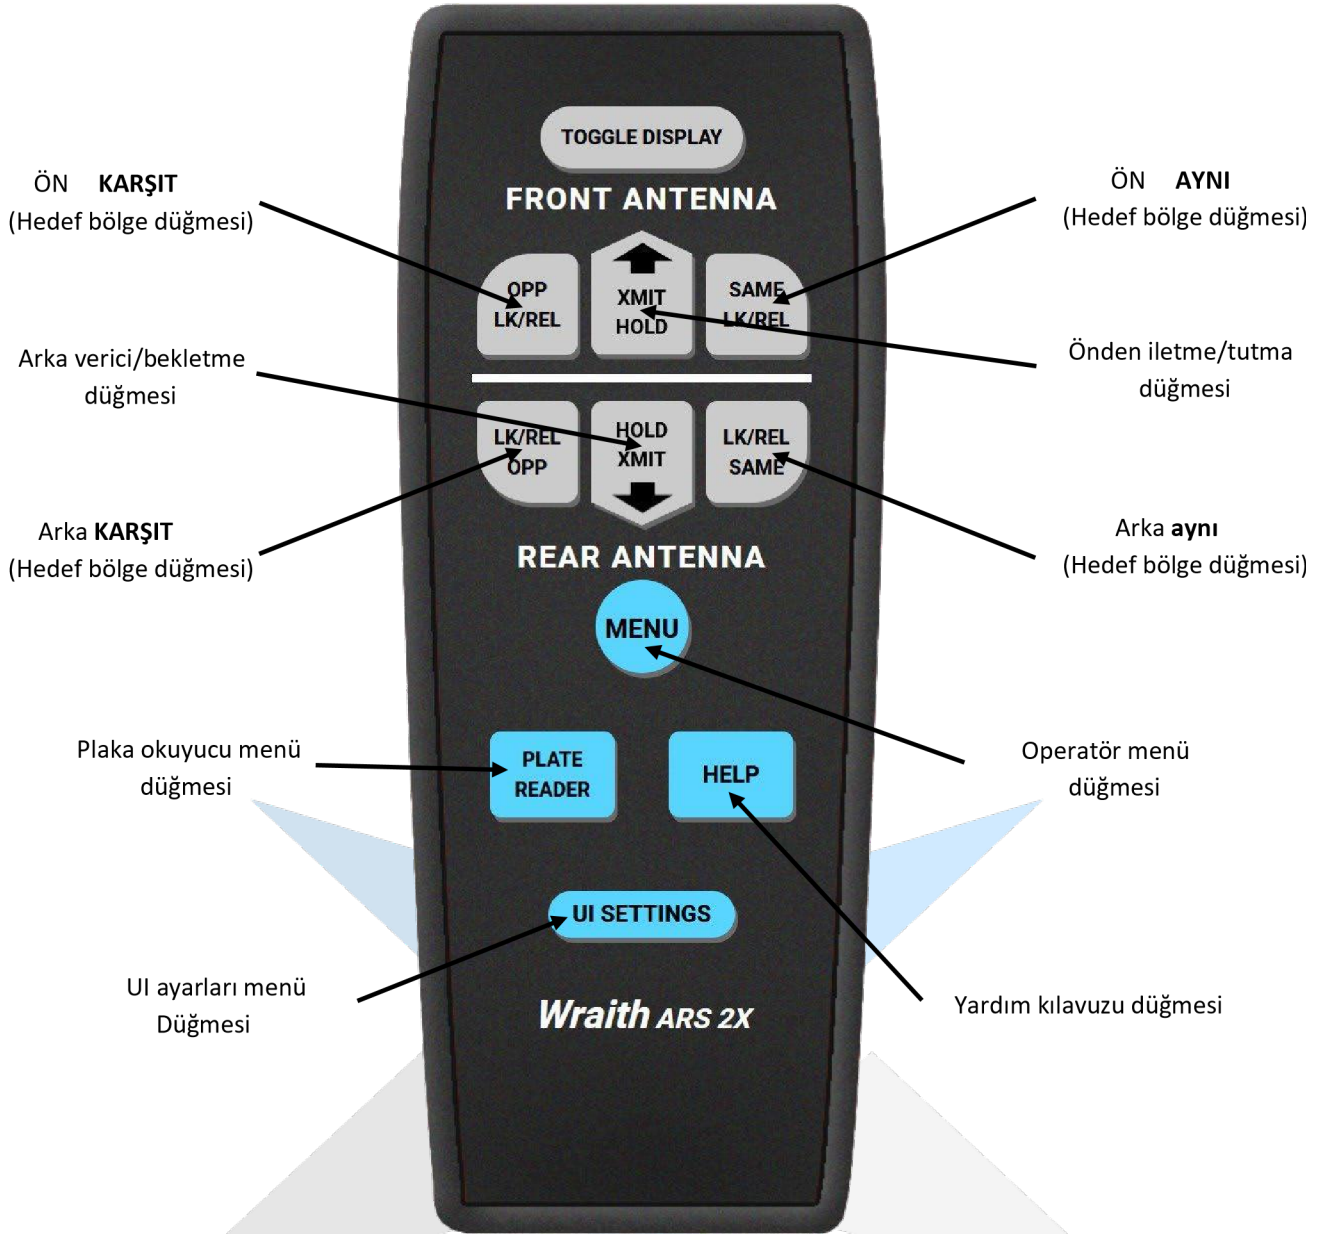 TOGGLE DISPLAY
FRONT ANTENNA
ÖN KARŞIT
(Hedef bölge düğmesi)
ÖN AYNI
(Hedef bölge düğmesi)
OPP
LK/REL
XMIT
HOLD
SAME
LK/REL
Arka verici/bekletme
düğmesi
Önden iletme/tutma
düğmesi
LK/REL
OPP
HOLD
XMIT
LK/REL
SAME
Arka KARŞIT
(Hedef bölge düğmesi)
Arka aynı
(Hedef bölge düğmesi)
REAR ANTENNA
MENU
Plaka okuyucu menü
düğmesi
PLATE
READER
HELP
Operatör menü
düğmesi
UI SETTINGS
UI ayarları menü
Düğmesi
Wraith ARS 2X
Yardım kılavuzu düğmesi